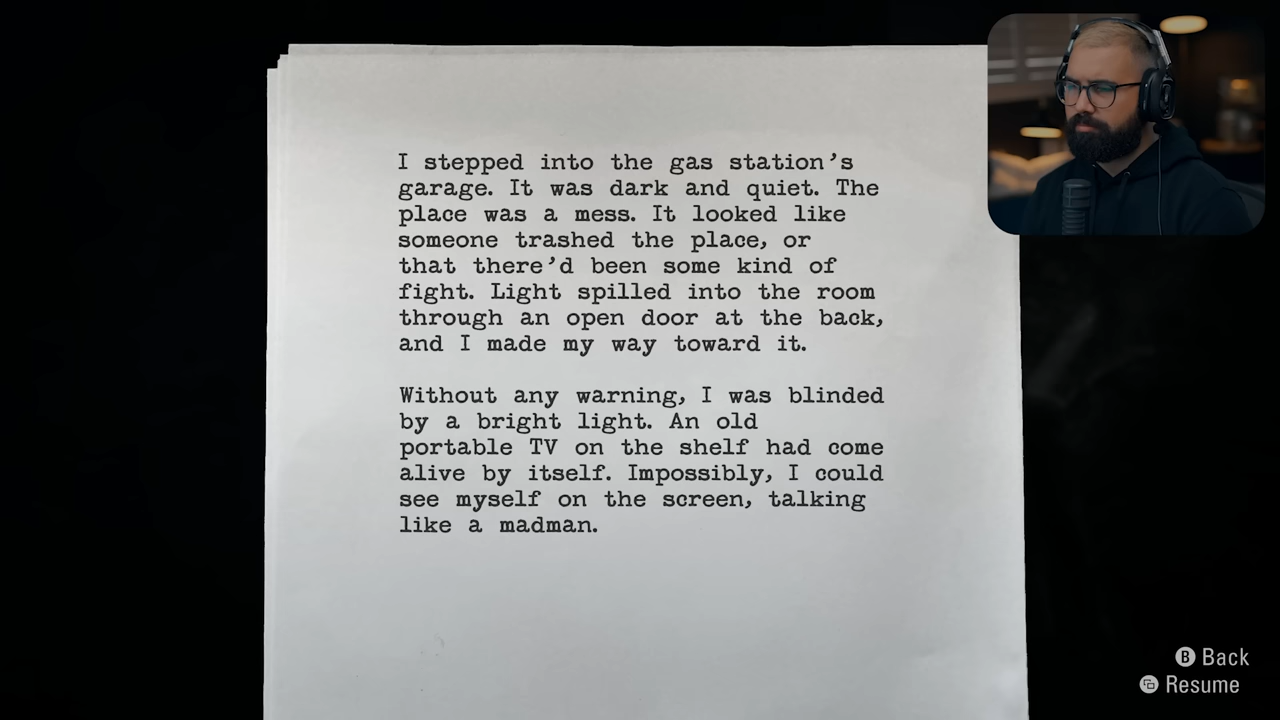 I stepped into the gas station’s
garage. It was dark and quiet. The
place was a mess. It looked like
someone trashed the place, or
that there’d been some kind of
fight. Light spilled into the room
through an open door at the back,
and I made my way toward it.
Without any warning, I was blinded
by a bright light. An old
portable TV on the shelf had come
alive by itself. Impossibly, I could
see myself on the screen, talking
like a madman.
B Back
Resume